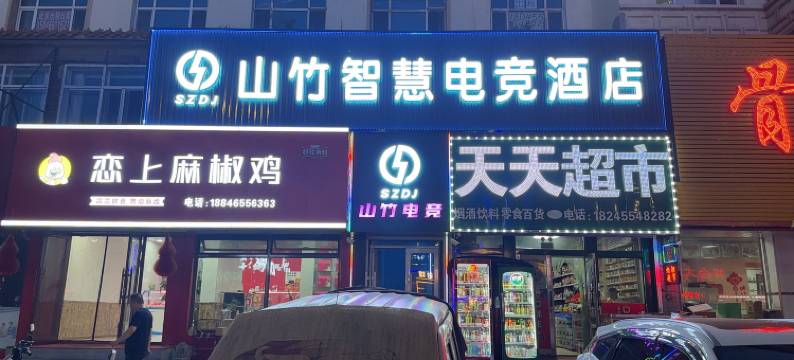 山竹智慧电竞酒店
SZDJ
恋上麻椒鸡
电话:18846556363
SZDJ
山竹电竞
天天超市
烟酒饮料 零食百货 电话:18245548282
骨